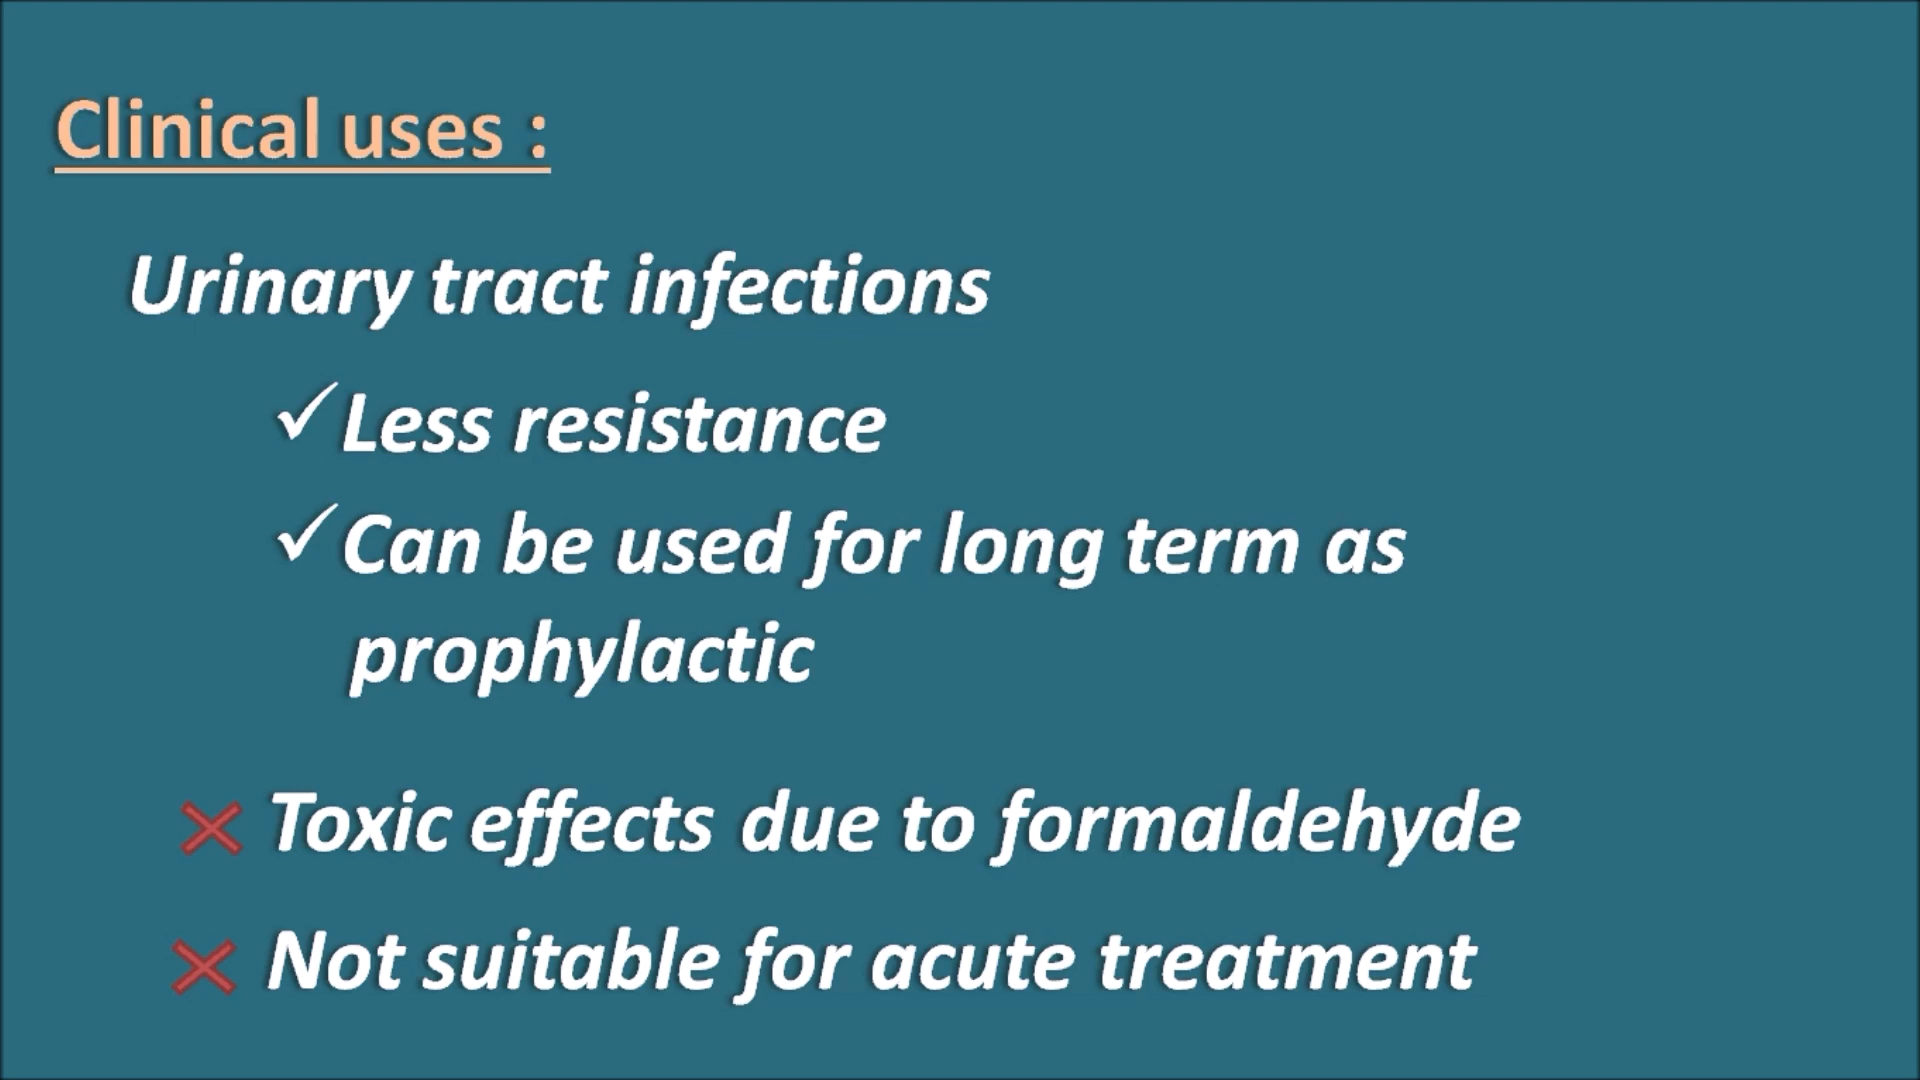 Clinical uses :
Urinary tract infections
✓Less resistance
✓Can be used for long term as
prophylactic
✕ Toxic effects due to formaldehyde
✕ Not suitable for acute treatment